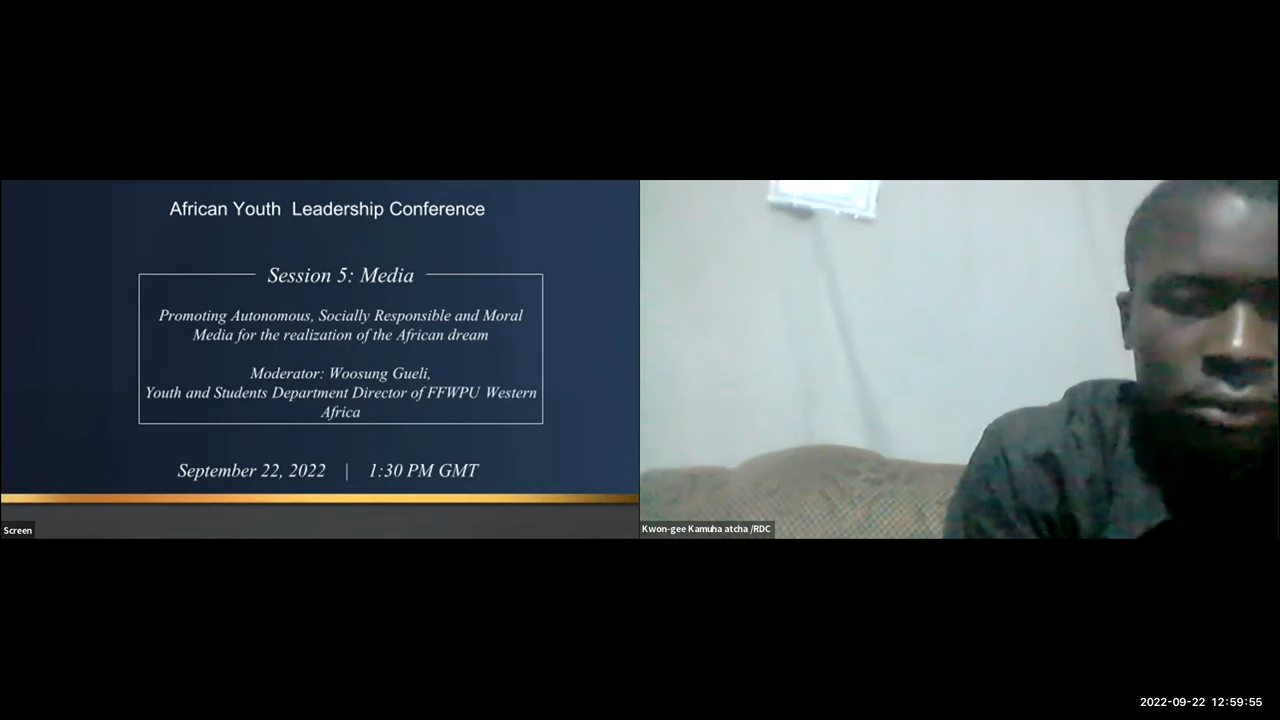 African Youth Leadership Conference
Session 5: Media
Promoting Autonomous, Socially Responsible and Moral
Media for the realization of the African dream
Moderator: Woosung Gueli,
Youth and Students Department Director of FFWPU Western
Africa
September 22, 2022 | 1:30 PM GMT
Screen
Kwon-gee Kamuha atcha /RDC
2022-09-22 12:59:55